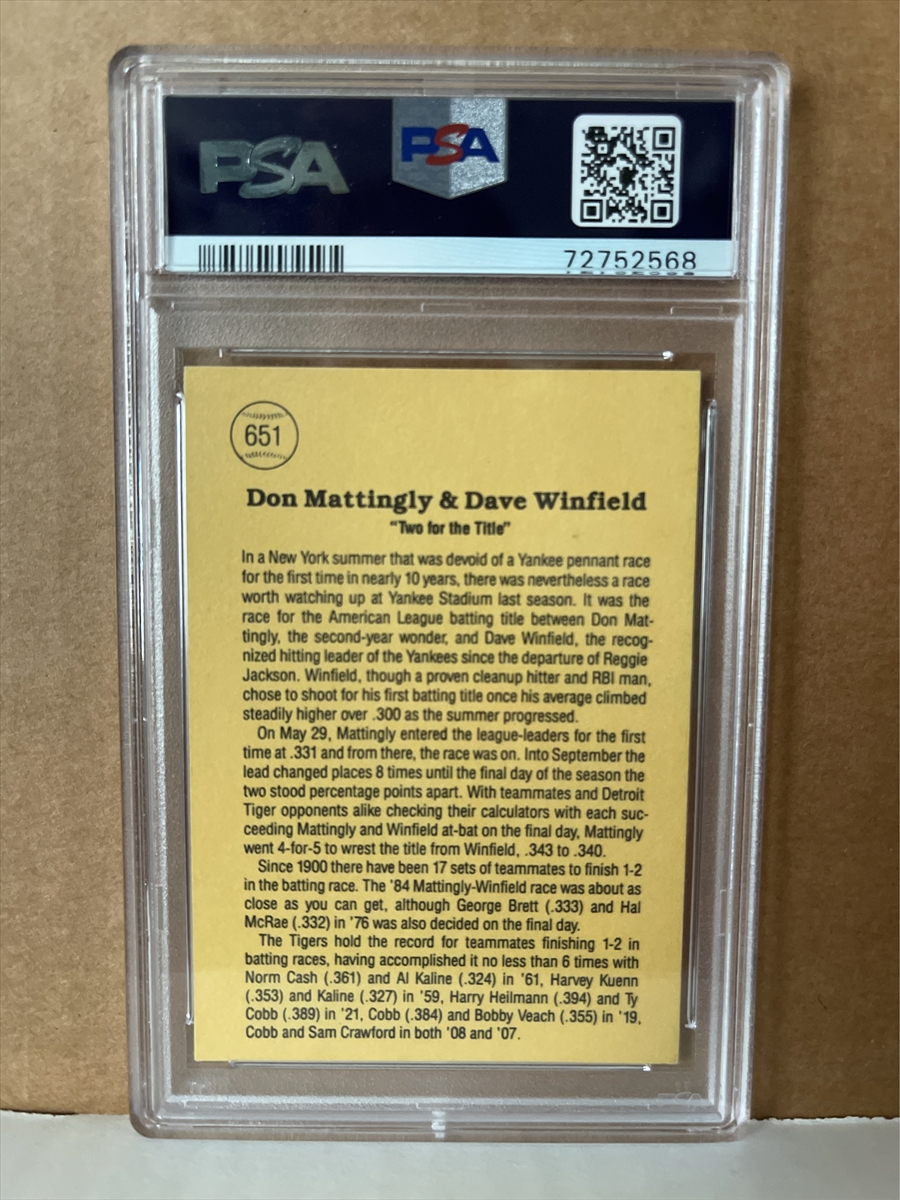 PSA
PSA
72752568
651
Don Mattingly & Dave Winfield
"Two for the Title"
In a New York summer that was devoid of a Yankee pennant race
for the first time in nearly 10 years, there was nevertheless a race
worth watching up at Yankee Stadium last season. It was the
race for the American League batting title between Don Mat-
tingly, the second-year wonder, and Dave Winfield, the recog-
nized hitting leader of the Yankees since the departure of Reggie
Jackson. Winfield, though a proven cleanup hitter and RBI man,
chose to shoot for his first batting title once his average climbed
steadily higher over .300 as the summer progressed.
On May 29, Mattingly entered the league-leaders for the first
time at .331 and from there, the race was on. Into September the
lead changed places 8 times until the final day of the season the
two stood percentage points apart. With teammates and Detroit
Tiger opponents alike checking their calculators with each suc-
ceeding Mattingly and Winfield at-bat on the final day, Mattingly
went 4-for-5 to wrest the title from Winfield, .343 to .340.
Since 1900 there have been 17 sets of teammates to finish 1-2
in the batting race. The '84 Mattingly-Winfield race was about as
close as you can get, although George Brett (.333) and Hal
McRae (.332) in '76 was also decided on the final day.
The Tigers hold the record for teammates finishing 1-2 in
batting races, having accomplished it no less than 6 times with
Norm Cash (.361) and Al Kaline (.324) in '61, Harvey Kuenn
(.353) and Kaline (.327) in '59, Harry Heilmann (.394) and Ty
Cobb (.389) in '21, Cobb (.384) and Bobby Veach (.355) in '19,
Cobb and Sam Crawford in both '08 and '07.
PSA